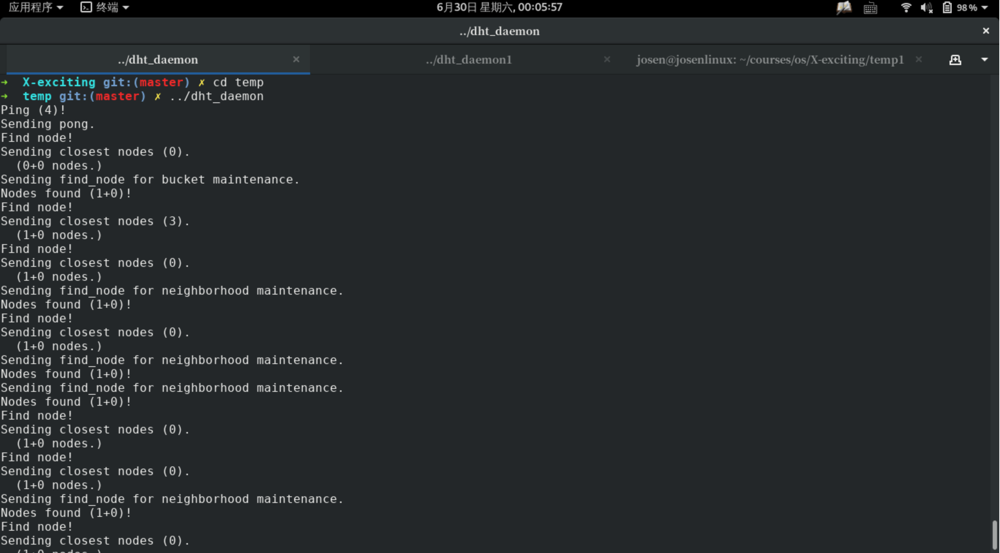 应用程序 终端 6月30日 星期六, 00:05:57 98 %
../dht_daemon
../dht_daemon ../dht_daemon1 josen@josenlinux: ~/courses/os/X-exciting/temp1
→ X-exciting git:(master) ✗ cd temp
→ temp git:(master) ✗ ../dht_daemon
Ping (4)!
Sending pong.
Find node!
Sending closest nodes (0).
(0+0 nodes.)
Sending find_node for bucket maintenance.
Nodes found (1+0)!
Find node!
Sending closest nodes (3).
(1+0 nodes.)
Find node!
Sending closest nodes (0).
(1+0 nodes.)
Sending find_node for neighborhood maintenance.
Nodes found (1+0)!
Find node!
Sending closest nodes (0).
(1+0 nodes.)
Sending find_node for neighborhood maintenance.
Nodes found (1+0)!
Sending find_node for neighborhood maintenance.
Nodes found (1+0)!
Find node!
Sending closest nodes (0).
(1+0 nodes.)
Find node!
Sending closest nodes (0).
(1+0 nodes.)
Sending find_node for neighborhood maintenance.
Nodes found (1+0)!
Find node!
Sending closest nodes (0).